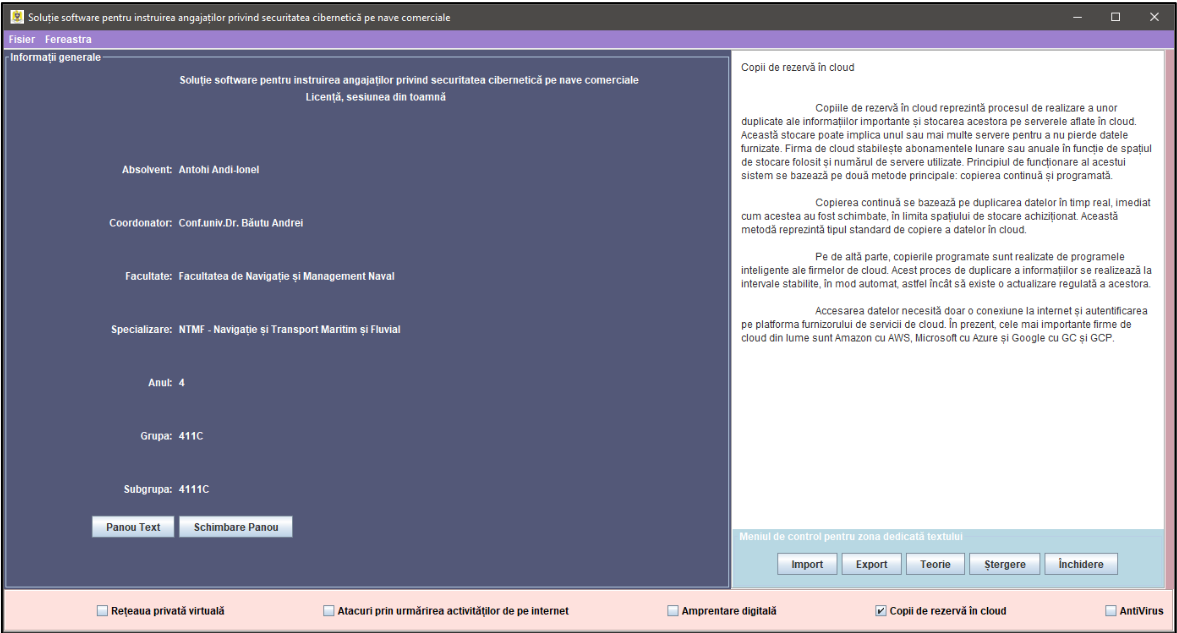 Soluție software pentru instruirea angajaților privind securitatea cibernetică pe nave comerciale
Fisier Fereastra
Informații generale
Soluție software pentru instruirea angajaților privind securitatea cibernetică pe nave comerciale
Licență, sesiunea din toamnă
Absolvent: Antohi Andi-Ionel
Coordonator: Conf.univ.Dr. Băutu Andrei
Facultate: Facultatea de Navigație și Management Naval
Specializare: NTMF - Navigație și Transport Maritim și Fluvial
Anul: 4
Grupa: 411C
Subgrupa: 4111C
Panou Text Schimbare Panou
Copii de rezervă în cloud
Copiile de rezervă în cloud reprezintă procesul de realizare a unor
duplicate ale informațiilor importante și stocarea acestora pe serverele aflate în cloud.
Această stocare poate implica unul sau mai multe servere pentru a nu pierde datele
furnizate. Firma de cloud stabilește abonamentele lunare sau anuale în funcție de spațiul
de stocare folosit și numărul de servere utilizate. Principiul de funcționare al acestui
sistem se bazează pe două metode principale: copierea continuă și programată.
Copierea continuă se bazează pe duplicarea datelor în timp real, imediat
cum acestea au fost schimbate, în limita spațiului de stocare achiziționat. Această
metodă reprezintă tipul standard de copiere a datelor în cloud.
Pe de altă parte, copierile programate sunt realizate de programele
inteligente ale firmelor de cloud. Acest proces de duplicare a informațiilor se realizează la
intervale stabilite, în mod automat, astfel încât să existe o actualizare regulată a acestora.
Accesarea datelor necesită doar o conexiune la internet și autentificarea
pe platforma furnizorului de servicii de cloud. În prezent, cele mai importante firme de
cloud din lume sunt Amazon cu AWS, Microsoft cu Azure și Google cu GC și GCP.
Meniul de control pentru zona dedicată textului
Import Export Teorie Ștergere Închidere
Rețeaua privată virtuală Atacuri prin urmărirea activităților de pe internet Amprentare digitală Copii de rezervă în cloud AntiVirus